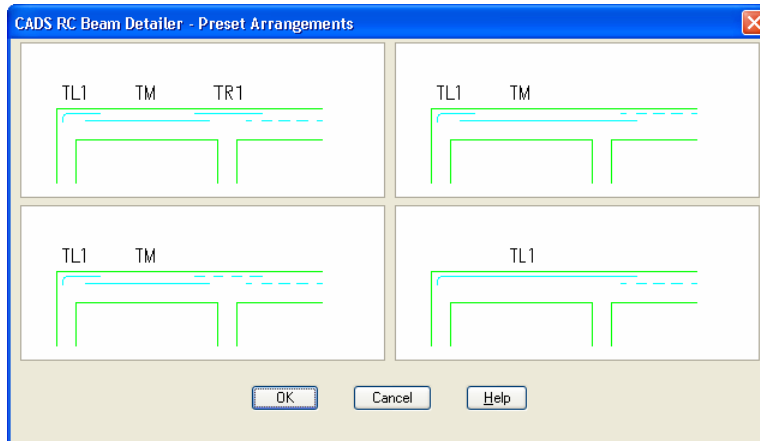 CADS RC Beam Detailer - Preset Arrangements
TL1 TM TR1
TL1 TM
TL1 TM
TL1
OK Cancel Help